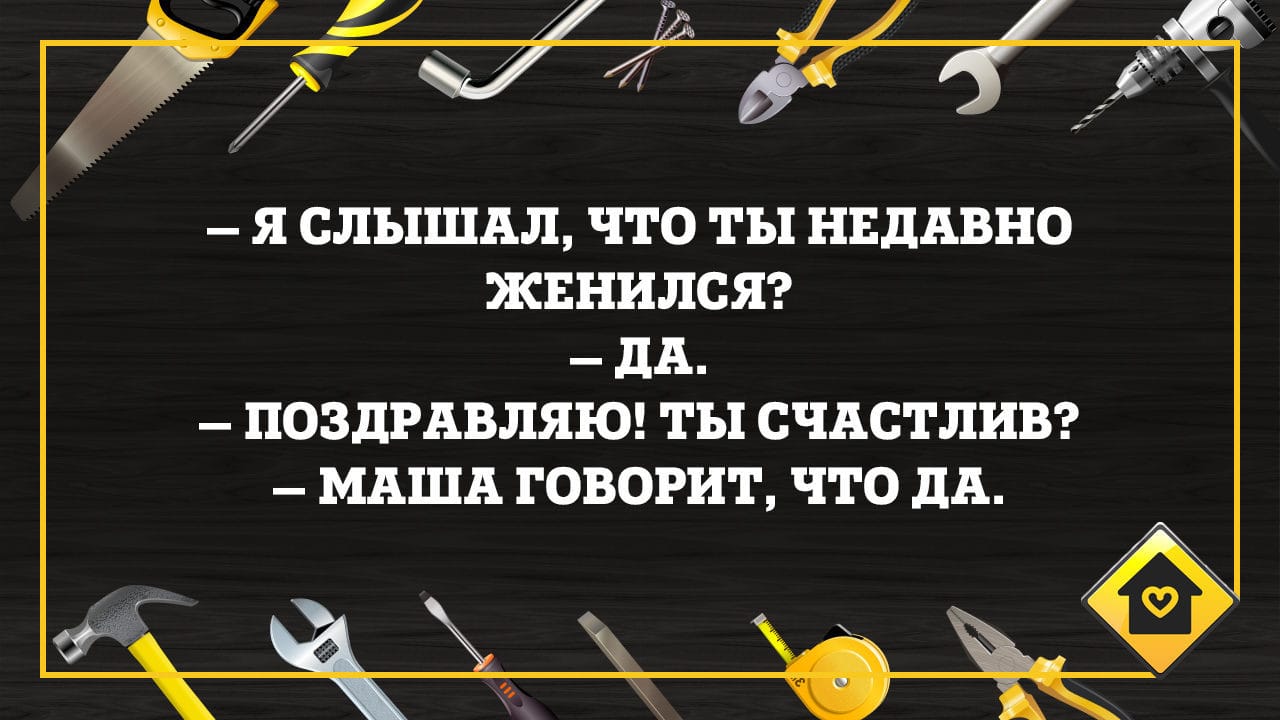 — Я СЛЫШАЛ, ЧТО ТЫ НЕДАВНО
ЖЕНИЛСЯ?
— ДА.
— ПОЗДРАВЛЯЮ! ТЫ СЧАСТЛИВ?
— МАША ГОВОРИТ, ЧТО ДА.